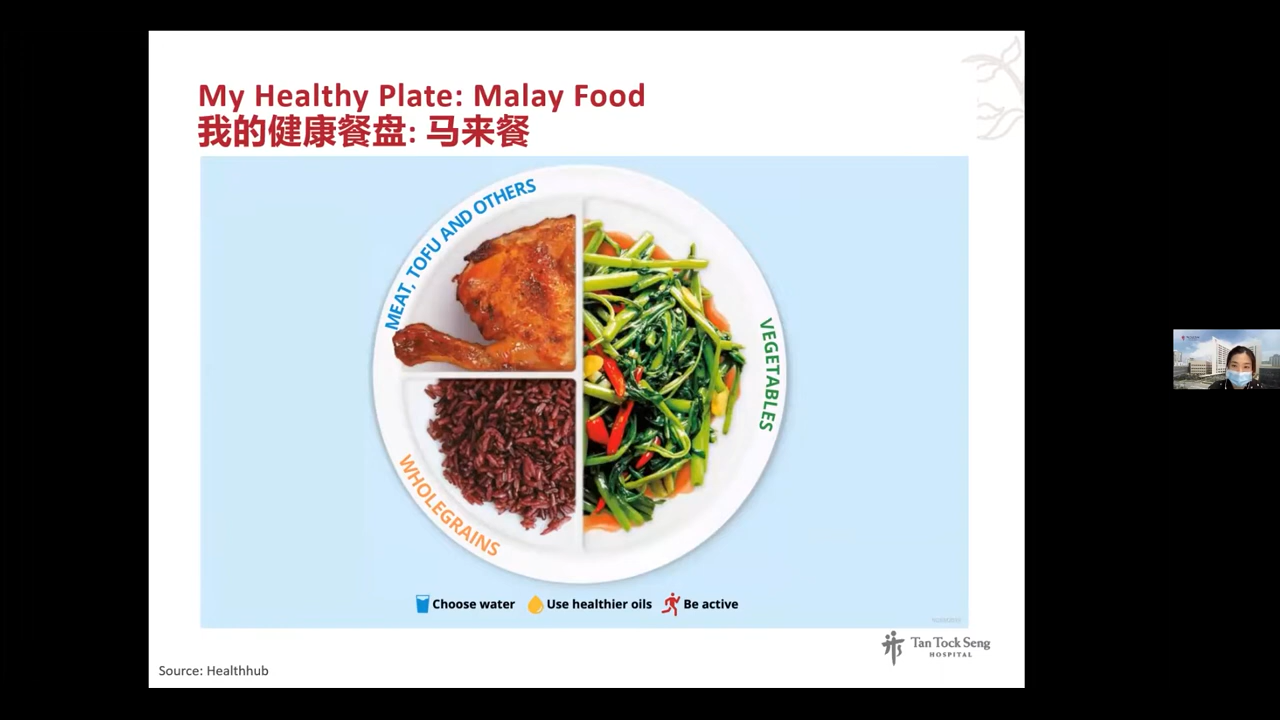 My Healthy Plate: Malay Food
我的健康餐盘: 马来餐
MEAT, TOFU AND OTHERS
VEGETABLES
WHOLEGRAINS
Choose water
Use healthier oils
Be active
Tan Tock Seng
HOSPITAL
Source: Healthhub